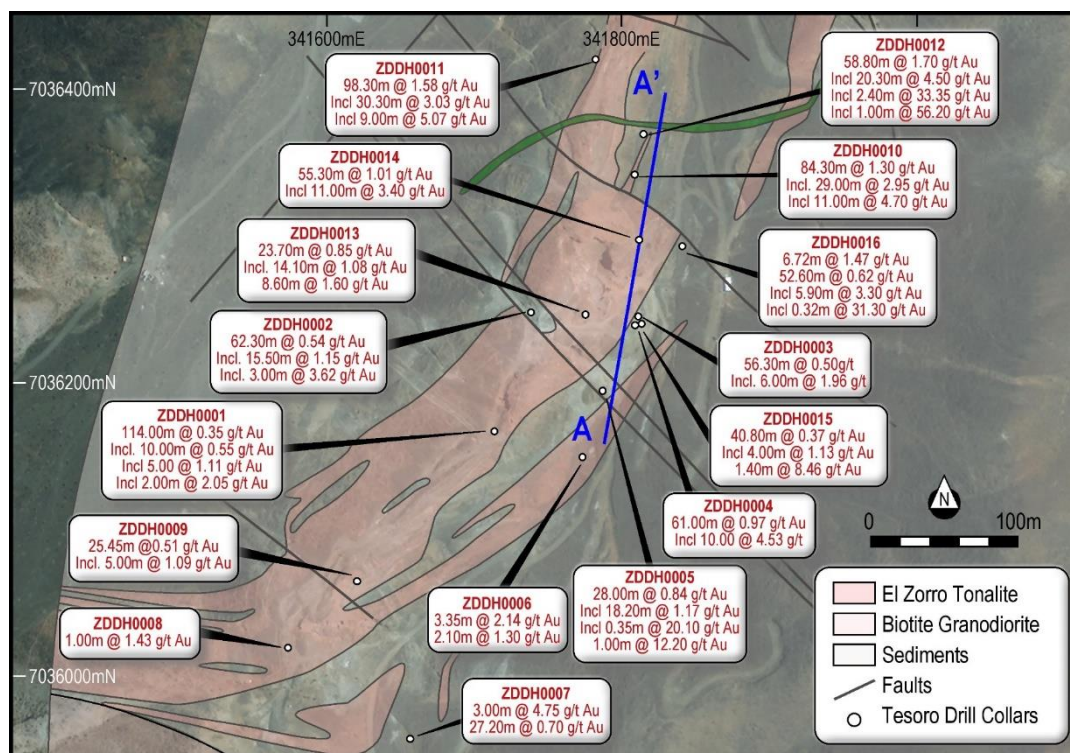 341600mE
341800mE
7036400mN
7036200mN
7036000mN
ZDDH0011
98.30m @ 1.58 g/t Au
Incl 30.30m @ 3.03 g/t Au
Incl 9.00m @ 5.07 g/t Au
ZDDH0012
58.80m @ 1.70 g/t Au
Incl 20.30m @ 4.50 g/t Au
Incl 2.40m @ 33.35 g/t Au
Incl 1.00m @ 56.20 g/t Au
A'
ZDDH0014
55.30m @ 1.01 g/t Au
Incl 11.00m @ 3.40 g/t Au
ZDDH0010
84.30m @ 1.30 g/t Au
Incl. 29.00m @ 2.95 g/t Au
Incl 11.00m @ 4.70 g/t Au
ZDDH0013
23.70m @ 0.85 g/t Au
Incl. 14.10m @ 1.08 g/t Au
8.60m @ 1.60 g/t Au
ZDDH0016
6.72m @ 1.47 g/t Au
52.60m @ 0.62 g/t Au
Incl 5.90m @ 3.30 g/t Au
Incl 0.32m @ 31.30 g/t Au
ZDDH0002
62.30m @ 0.54 g/t Au
Incl. 15.50m @ 1.15 g/t Au
Incl. 3.00m @ 3.62 g/t Au
ZDDH0003
56.30m @ 0.50g/t
Incl. 6.00m @ 1.96 g/t
ZDDH0001
114.00m @ 0.35 g/t Au
Incl. 10.00m @ 0.55 g/t Au
Incl 5.00 @ 1.11 g/t Au
Incl 2.00m @ 2.05 g/t Au
A
ZDDH0015
40.80m @ 0.37 g/t Au
Incl 4.00m @ 1.13 g/t Au
1.40m @ 8.46 g/t Au
ZDDH0004
61.00m @ 0.97 g/t Au
Incl 10.00 @ 4.53 g/t
N
0
100m
ZDDH0009
25.45m @0.51 g/t Au
Incl. 5.00m @ 1.09 g/t Au
ZDDH0008
1.00m @ 1.43 g/t Au
ZDDH0006
3.35m @ 2.14 g/t Au
2.10m @ 1.30 g/t Au
ZDDH0005
28.00m @ 0.84 g/t Au
Incl 18.20m @ 1.17 g/t Au
Incl 0.35m @ 20.10 g/t Au
1.00m @ 12.20 g/t Au
ZDDH0007
3.00m @ 4.75 g/t Au
27.20m @ 0.70 g/t Au
El Zorro Tonalite
Biotite Granodiorite
Sediments
Faults
Tesoro Drill Collars